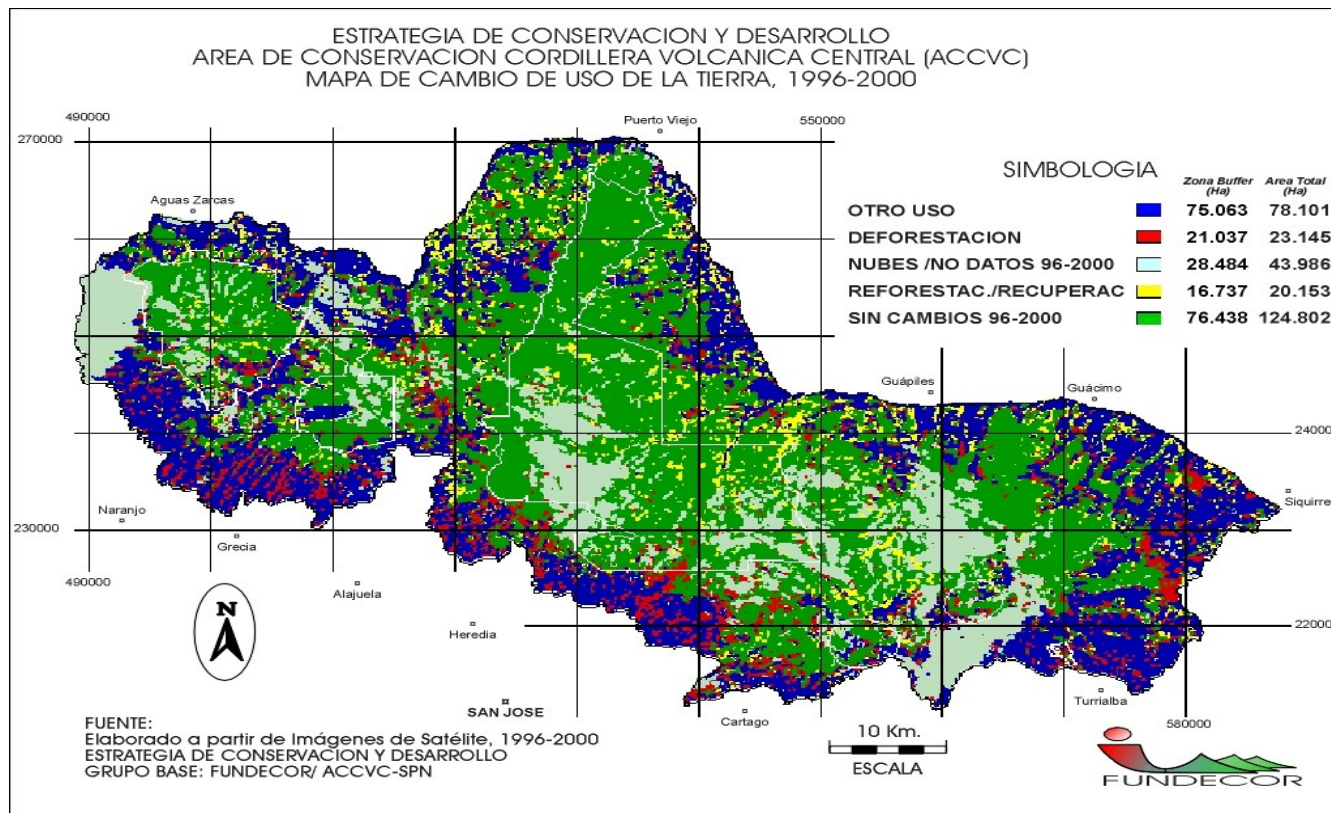 ESTRATEGIA DE CONSERVACION Y DESARROLLO
AREA DE CONSERVACION CORDILLERA VOLCANICA CENTRAL (ACCVC)
MAPA DE CAMBIO DE USO DE LA TIERRA, 1996-2000
490000
Puerto Viejo
550000
270000
SIMBOLOGIA
Zona Buffer (Ha)
Area Total (Ha)
OTRO USO 75.063 78.101
DEFORESTACION 21.037 23.145
NUBES /NO DATOS 96-2000 28.484 43.986
REFORESTAC./RECUPERAC 16.737 20.153
SIN CAMBIOS 96-2000 76.438 124.802
Aguas Zarcas
Guápiles
Guácimo
24000
Siquirre
Naranjo
230000
Grecia
490000
Alajuela
N
Heredia
22000
SAN JOSE
Cartago
Turrialba
580000
FUENTE:
Elaborado a partir de Imágenes de Satélite, 1996-2000
ESTRATEGIA DE CONSERVACION Y DESARROLLO
GRUPO BASE: FUNDECOR/ ACCVC-SPN
10 Km.
ESCALA
FUNDECOR